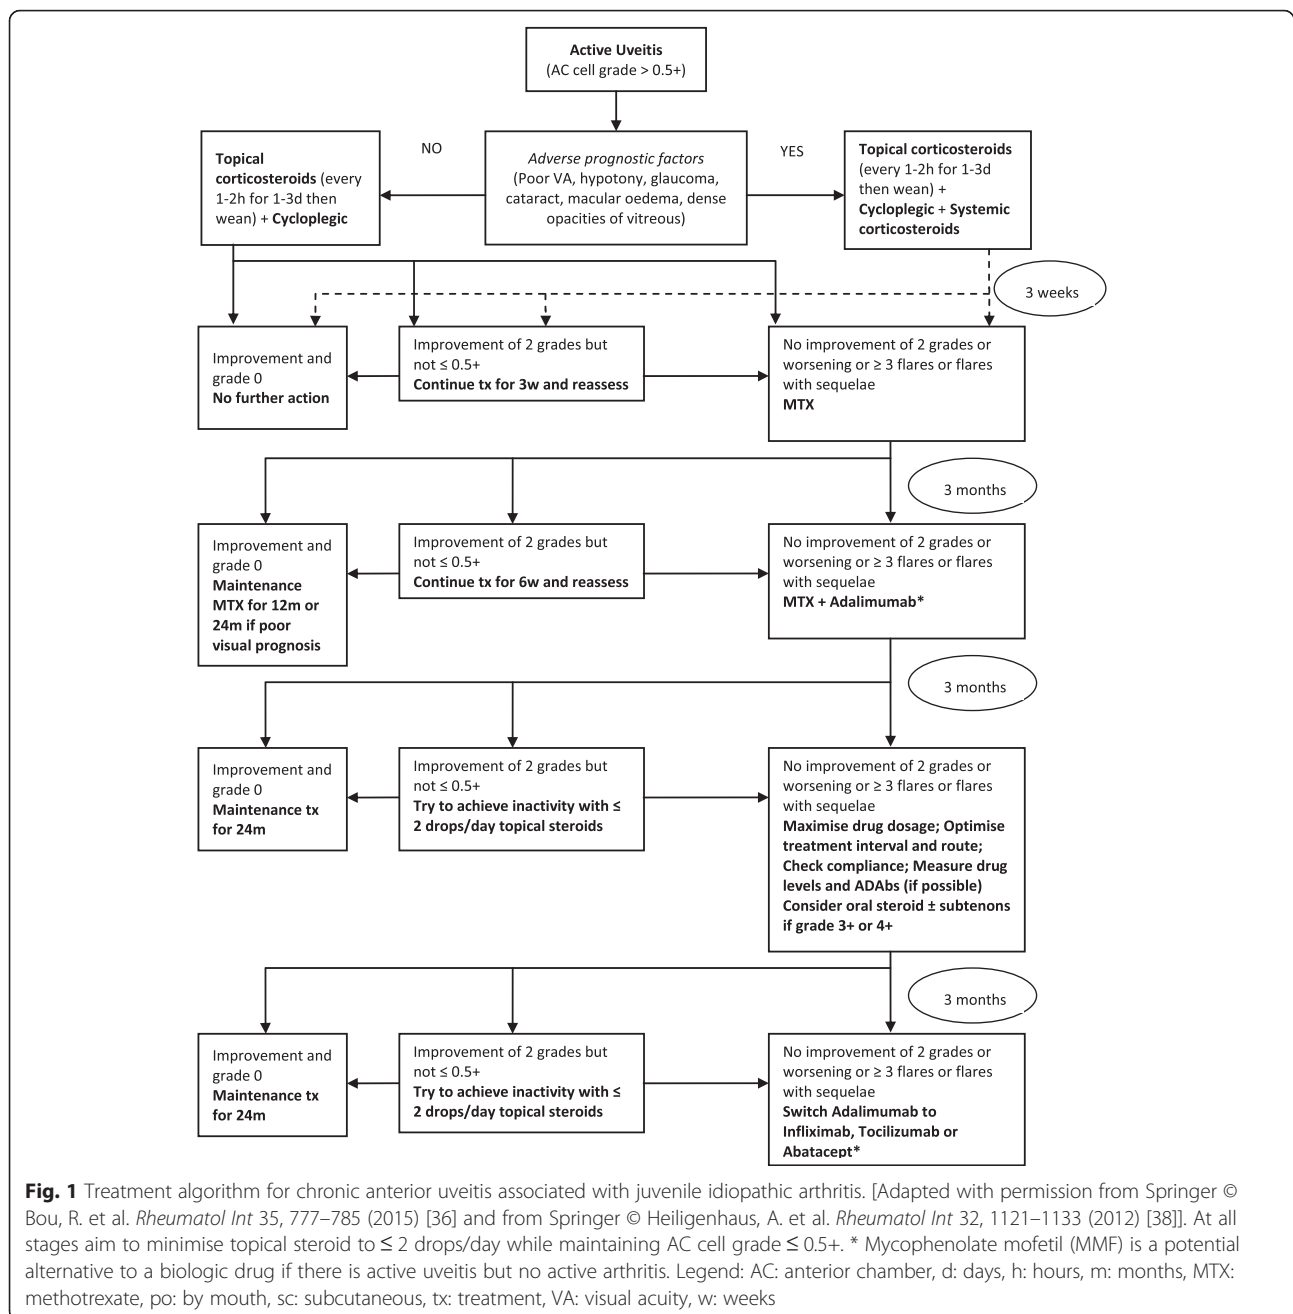 Active Uveitis
(AC cell grade > 0.5+)
Topical
corticosteroids (every
1-2h for 1-3d then
wean) + Cycloplegic
NO
Adverse prognostic factors
(Poor VA, hypotony, glaucoma,
cataract, macular oedema, dense
opacities of vitreous)
YES
Topical corticosteroids
(every 1-2h for 1-3d
then wean) +
Cycloplegic + Systemic
corticosteroids
3 weeks
Improvement and
grade 0
No further action
Improvement of 2 grades but
not ≤ 0.5+
Continue tx for 3w and reassess
No improvement of 2 grades or
worsening or ≥ 3 flares or flares
with sequelae
MTX
3 months
Improvement and
grade 0
Maintenance
MTX for 12m or
24m if poor
visual prognosis
Improvement of 2 grades but
not ≤ 0.5+
Continue tx for 6w and reassess
No improvement of 2 grades or
worsening or ≥ 3 flares or flares
with sequelae
MTX + Adalimumab*
3 months
Improvement and
grade 0
Maintenance tx
for 24m
Improvement of 2 grades but
not ≤ 0.5+
Try to achieve inactivity with ≤
2 drops/day topical steroids
No improvement of 2 grades or
worsening or ≥ 3 flares or flares
with sequelae
Maximise drug dosage; Optimise
treatment interval and route;
Check compliance; Measure drug
levels and ADAbs (if possible)
Consider oral steroid ± subtenons
if grade 3+ or 4+
3 months
Improvement and
grade 0
Maintenance tx
for 24m
Improvement of 2 grades but
not ≤ 0.5+
Try to achieve inactivity with ≤
2 drops/day topical steroids
No improvement of 2 grades or
worsening or ≥ 3 flares or flares
with sequelae
Switch Adalimumab to
Infliximab, Tocilizumab or
Abatacept*
Fig. 1 Treatment algorithm for chronic anterior uveitis associated with juvenile idiopathic arthritis. [Adapted with permission from Springer ©
Bou, R. et al. Rheumatol Int 35, 777–785 (2015) [36] and from Springer © Heiligenhaus, A. et al. Rheumatol Int 32, 1121–1133 (2012) [38]]. At all
stages aim to minimise topical steroid to ≤ 2 drops/day while maintaining AC cell grade ≤ 0.5+. * Mycophenolate mofetil (MMF) is a potential
alternative to a biologic drug if there is active uveitis but no active arthritis. Legend: AC: anterior chamber, d: days, h: hours, m: months, MTX:
methotrexate, po: by mouth, sc: subcutaneous, tx: treatment, VA: visual acuity, w: weeks